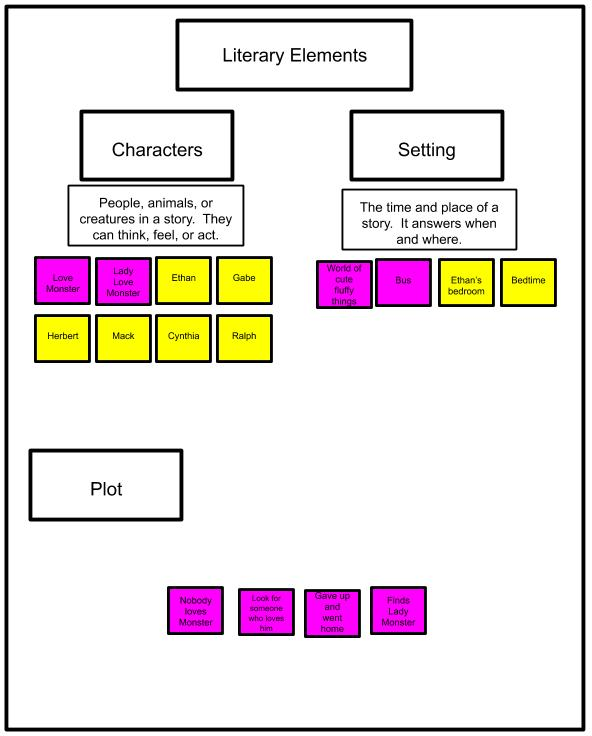 Literary Elements
Characters
People, animals, or
creatures in a story. They
can think, feel, or act.
Love
Monster
Lady
Love
Monster
Ethan
Gabe
Herbert
Mack
Cynthia
Ralph
Setting
The time and place of a
story. It answers when
and where.
World of
cute
fluffy
things
Bus
Ethan's
bedroom
Bedtime
Plot
Nobody
loves
Monster
Look for
someone
who loves
him
Gave up
and
went
home
Finds
Lady
Monster